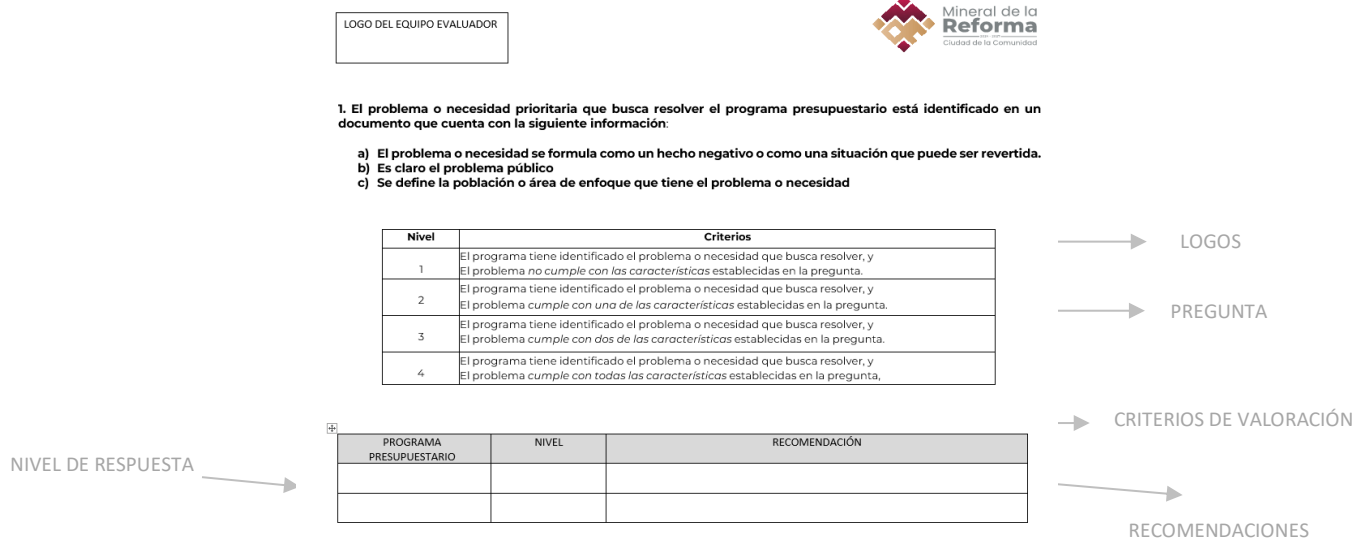 LOGO DEL EQUIPO EVALUADOR
Mineral de la
Reforma
Ciudad de la Comunidad
1. El problema o necesidad prioritaria que busca resolver el programa presupuestario está identificado en un
documento que cuenta con la siguiente información:
a) El problema o necesidad se formula como un hecho negativo o como una situación que puede ser revertida.
b) Es claro el problema público
c) Se define la población o área de enfoque que tiene el problema o necesidad
Nivel Criterios
1 El programa tiene identificado el problema o necesidad que busca resolver, y
El problema no cumple con las características establecidas en la pregunta.
2 El programa tiene identificado el problema o necesidad que busca resolver, y
El problema cumple con una de las características establecidas en la pregunta.
3 El programa tiene identificado el problema o necesidad que busca resolver, y
El problema cumple con dos de las características establecidas en la pregunta.
4 El programa tiene identificado el problema o necesidad que busca resolver, y
El problema cumple con todas las características establecidas en la pregunta,
LOGOS
PREGUNTA
CRITERIOS DE VALORACIÓN
PROGRAMA PRESUPUESTARIO NIVEL RECOMENDACIÓN
NIVEL DE RESPUESTA
RECOMENDACIONES